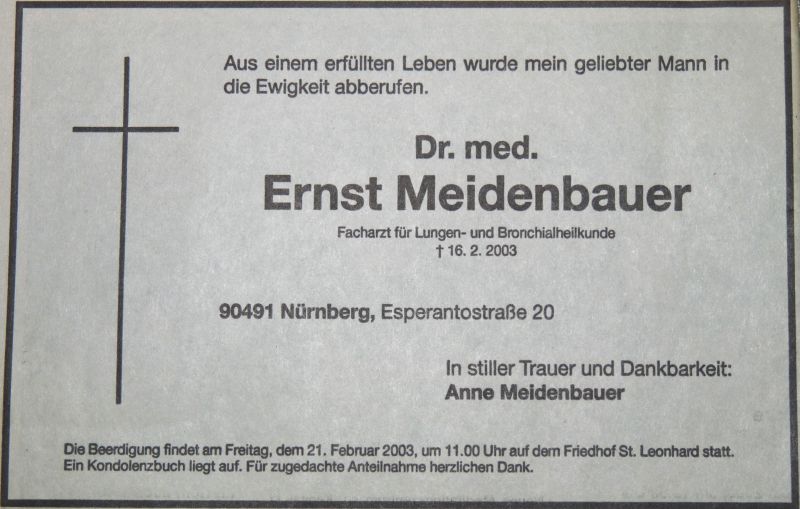 Aus einem erfüllten Leben wurde mein geliebter Mann in
die Ewigkeit abberufen.
Dr. med.
Ernst Meidenbauer
Facharzt für Lungen- und Bronchialheilkunde
† 16. 2. 2003
90491 Nürnberg, Esperantostraße 20
In stiller Trauer und Dankbarkeit:
Anne Meidenbauer
Die Beerdigung findet am Freitag, dem 21. Februar 2003, um 11.00 Uhr auf dem Friedhof St. Leonhard statt.
Ein Kondolenzbuch liegt auf. Für zugedachte Anteilnahme herzlichen Dank.